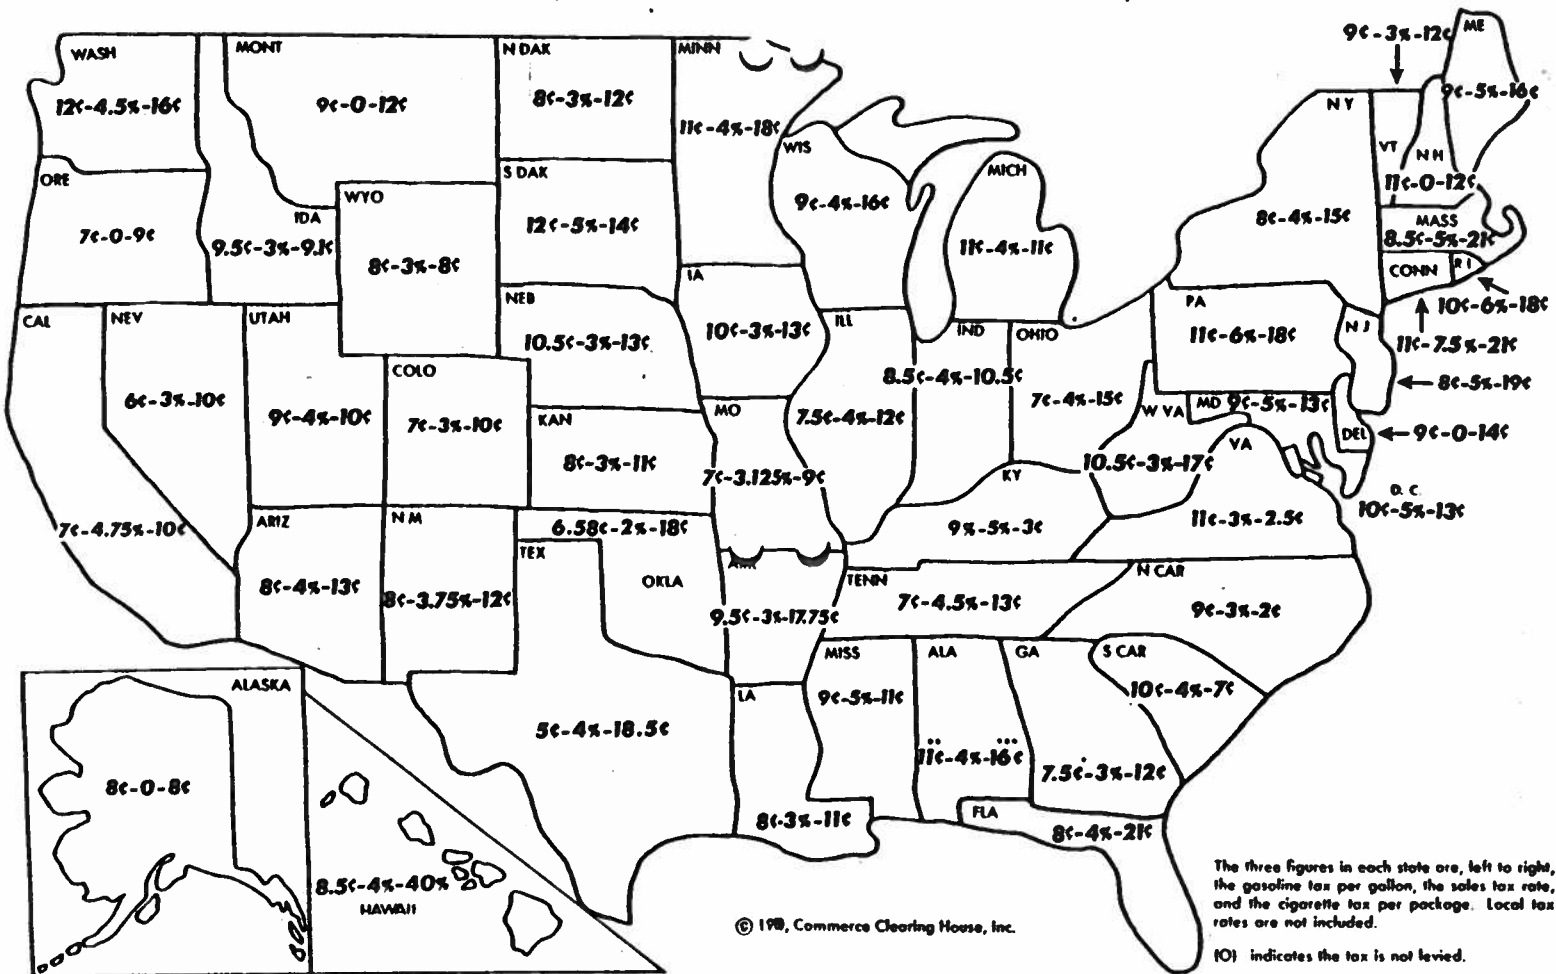 WASH
12¢-4.5%-16¢
MONT
9¢-0-12¢
N DAK
8¢-3%-12¢
MINN
11¢-4%-18¢
9¢-3%-12¢
ME
9¢-5%-16¢
ORE
7¢-0-9¢
IDA
9.5¢-3%-9.1¢
WYO
8¢-3%-8¢
S DAK
12¢-5%-14¢
WIS
9¢-4%-16¢
MICH
11¢-4%-11¢
N Y
8¢-4%-15¢
VT
N H
11¢-0-12¢
MASS
8.5¢-5%-21¢
CONN
R I
10¢-6%-18¢
11¢-7.5%-21¢
CAL
7¢-4.75%-10¢
NEV
6¢-3%-10¢
UTAH
9¢-4%-10¢
COLO
7¢-3%-10¢
NEB
10.5¢-3%-13¢
IA
10¢-3%-13¢
ILL
7.5¢-4%-12¢
IND
8.5¢-4%-10.5¢
OHIO
7¢-4%-15¢
PA
11¢-6%-18¢
N J
8¢-5%-19¢
KAN
8¢-3%-11¢
MO
7¢-3.125%-9¢
W VA
10.5¢-3%-17¢
MD
9¢-5%-13¢
DEL
9¢-0-14¢
VA
11¢-3%-2.5¢
D. C.
10¢-5%-13¢
KY
9%-5%-3¢
ARIZ
8¢-4%-13¢
N M
8¢-3.75%-12¢
6.58¢-2%-18¢
TEX
OKLA
5¢-4%-18.5¢
9.5¢-3%-17.75¢
TENN
7¢-4.5%-13¢
N CAR
9¢-3%-2¢
MISS
9¢-5%-11¢
ALA
11¢-4%-16¢
GA
7.5¢-3%-12¢
S CAR
10¢-4%-7¢
LA
8¢-3%-11¢
FLA
8¢-4%-21¢
ALASKA
8¢-0-8¢
8.5¢-4%-40%
HAWAII
The three figures in each state are, left to right,
the gasoline tax per gallon, the sales tax rate,
and the cigarette tax per package. Local tax
rates are not included.
(O) indicates the tax is not levied.
©, Commerce Clearing House, Inc.